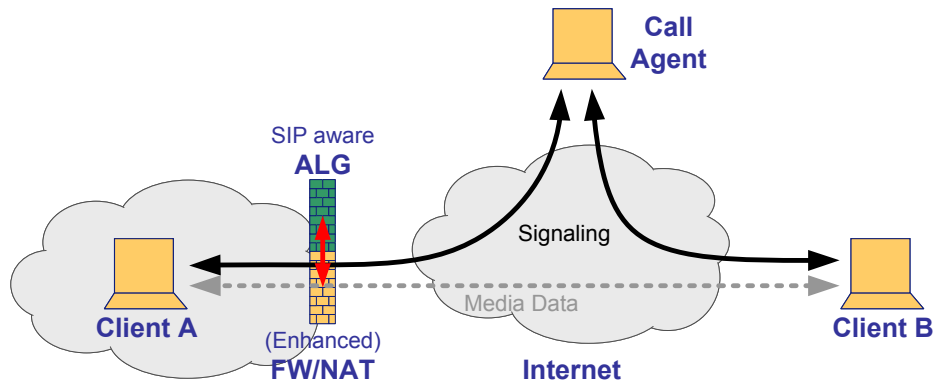 Call
Agent
SIP aware
ALG
Signaling
Media Data
Client A
Client B
(Enhanced)
FW/NAT
Internet